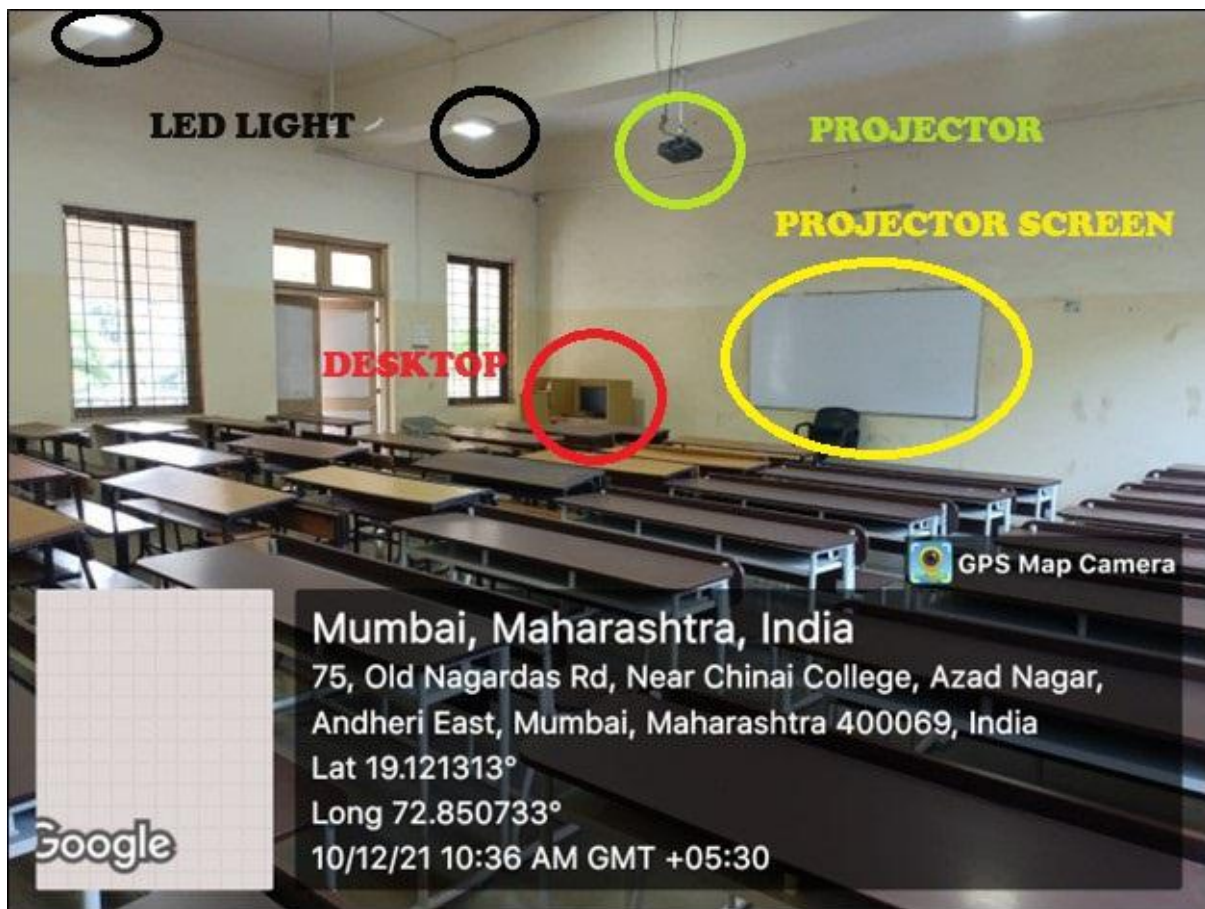 LED LIGHT
PROJECTOR
PROJECTOR SCREEN
DESKTOP
GPS Map Camera
Mumbai, Maharashtra, India
75, Old Nagardas Rd, Near Chinai College, Azad Nagar,
Andheri East, Mumbai, Maharashtra 400069, India
Lat 19.121313°
Long 72.850733°
10/12/21 10:36 AM GMT +05:30
Google